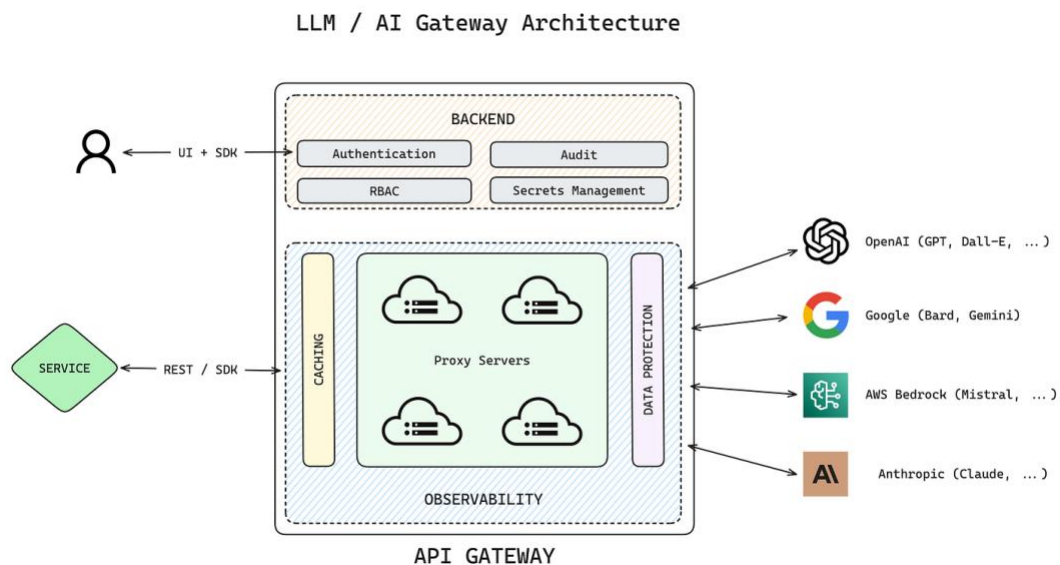 LLM / AI Gateway Architecture
BACKEND
UI + SDK
Authentication
Audit
RBAC
Secrets Management
OpenAI (GPT, Dall-E, ...)
Google (Bard, Gemini)
SERVICE
REST / SDK
CACHING
Proxy Servers
DATA PROTECTION
AWS Bedrock (Mistral, ...)
Anthropic (Claude, ...)
OBSERVABILITY
API GATEWAY